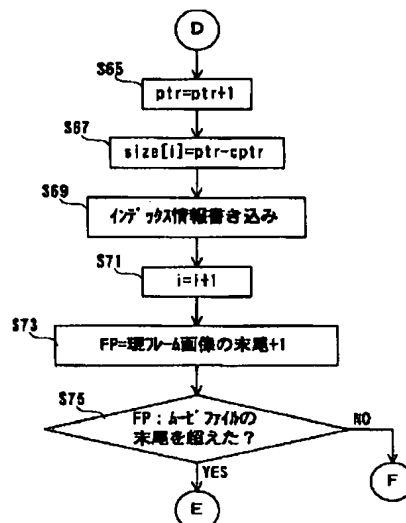 D
S65
ptr=ptr+1
S67
size[i]=ptr-cptr
S69
インデックス情報書き込み
S71
i=i+1
S73
FP=現フレーム画像の末尾+1
S75
FP:ムービファイルの
末尾を超えた?
NO
YES
F
E